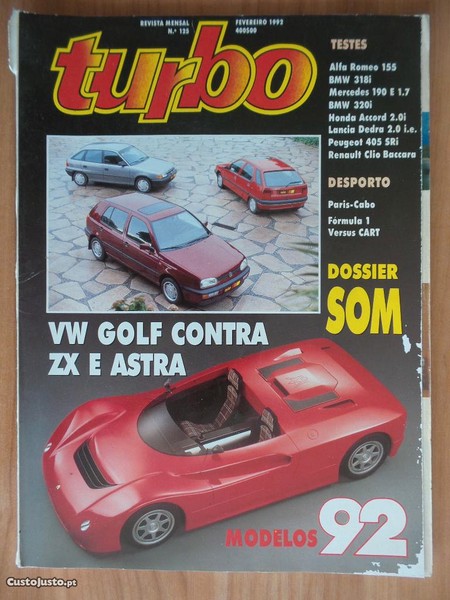 REVISTA MENSAL
N.º 125
FEVEREIRO 1992
400$00
turbo
TESTES
Alfa Romeo 155
BMW 318i
Mercedes 190 E 1.7
BMW 320i
Honda Accord 2.0i
Lancia Dedra 2.0 i.e.
Peugeot 405 SRi
Renault Clio Baccara
DESPORTO
Paris-Cabo
Fórmula 1
Versus CART
DOSSIER
SOM
VW GOLF CONTRA
ZX E ASTRA
MODELOS 92
© CustoJusto.pt